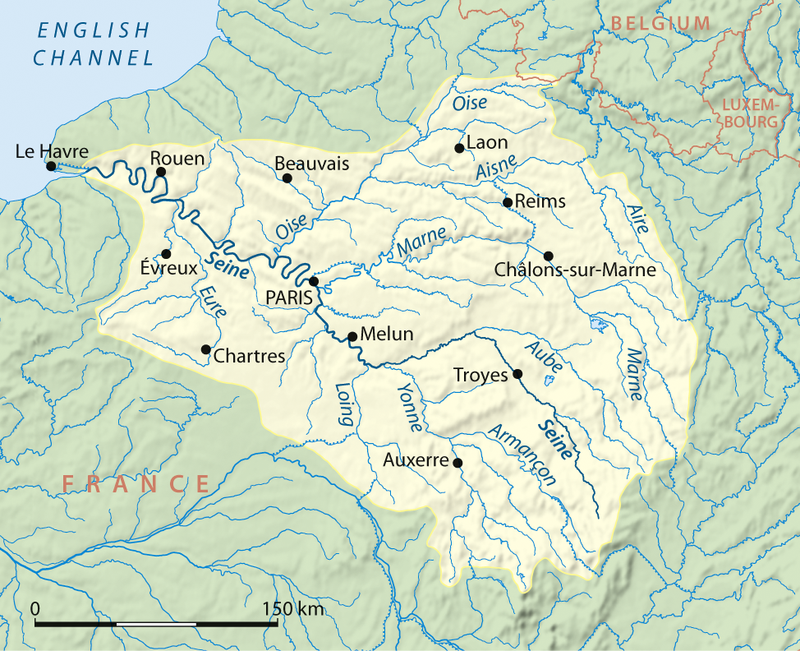 ENGLISH
CHANNEL
BELGIUM
LUXEM-
BOURG
Oise
Laon
Le Havre
Rouen
Beauvais
Aisne
Reims
Aire
Oise
Marne
Évreux
Seine
Châlons-sur-Marne
PARIS
Eure
Melun
Chartres
Aube
Marne
Troyes
Loing
Yonne
Seine
Armançon
Auxerre
FRANCE
0
150 km